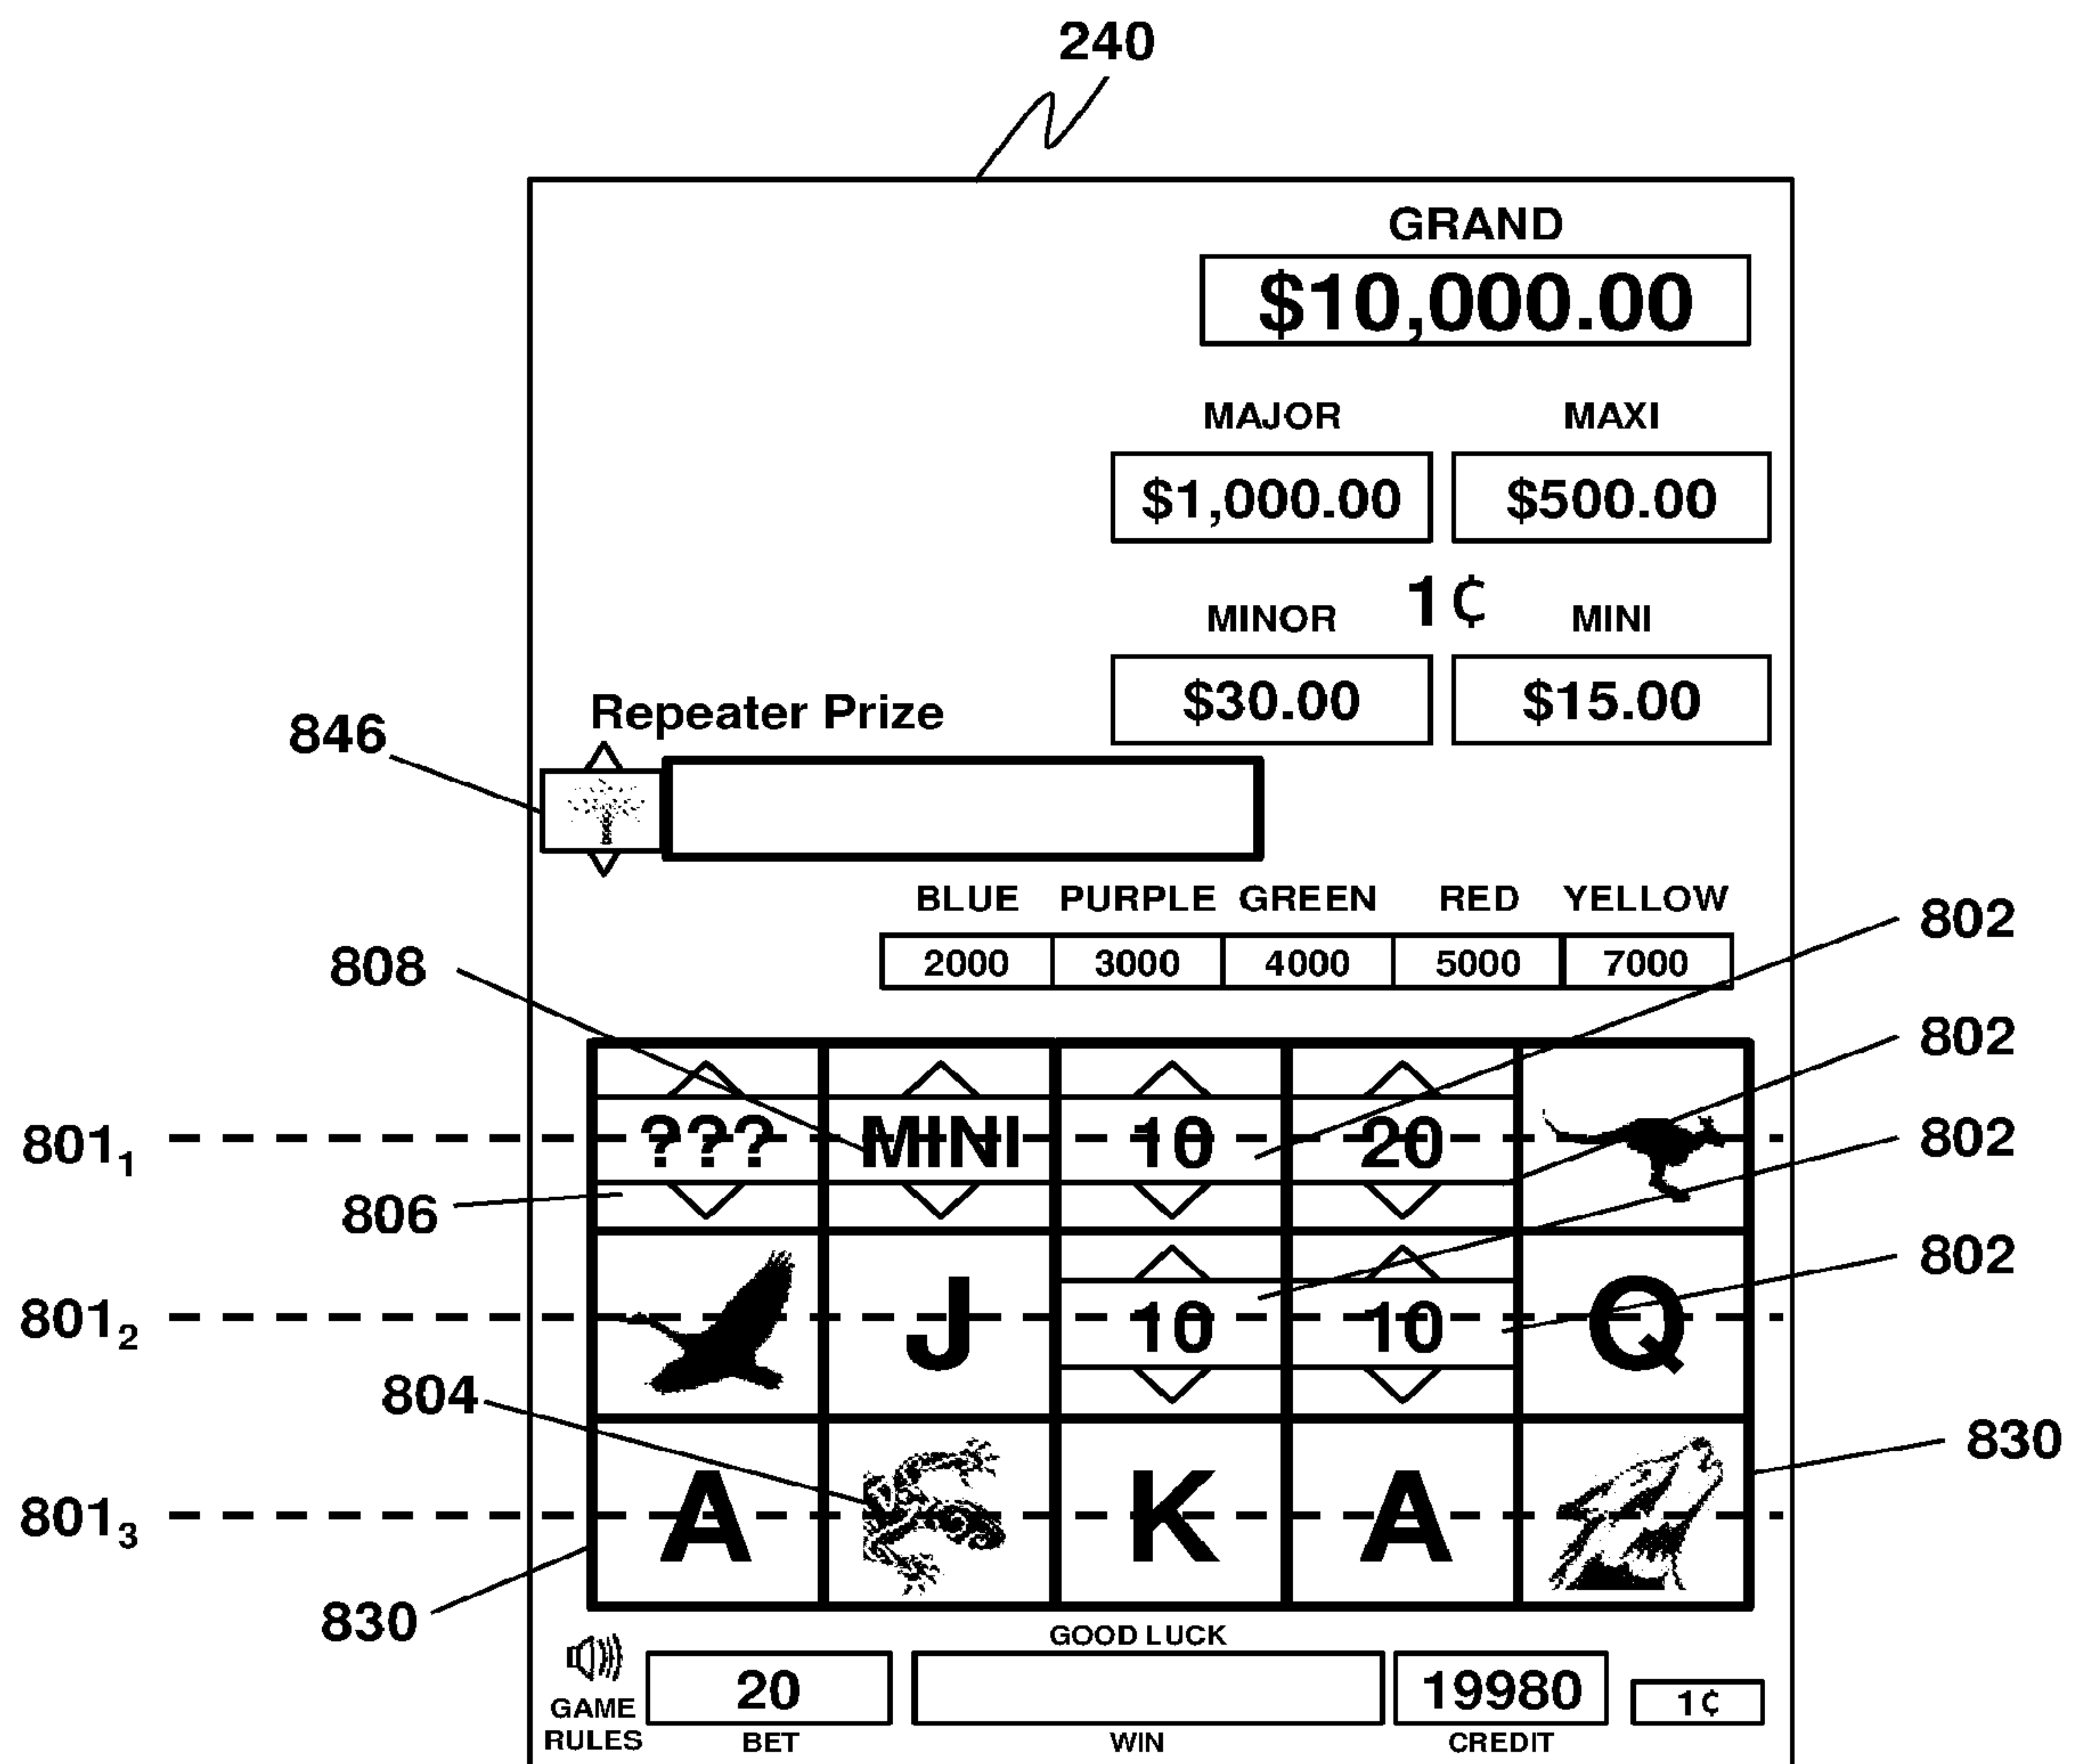 240
GRAND
$10,000.00
MAJOR MAXI
$1,000.00 $500.00
1¢
MINOR MINI
$30.00 $15.00
Repeater Prize
846
BLUE PURPLE GREEN RED YELLOW
802
2000 3000 4000 5000 7000
808
802
??? MINI 10 20
801₁
802
806
802
J 10 10 Q
801₂
804
830
A K A
801₃
830
GOOD LUCK
20 19980 1¢
GAME
RULES BET WIN CREDIT